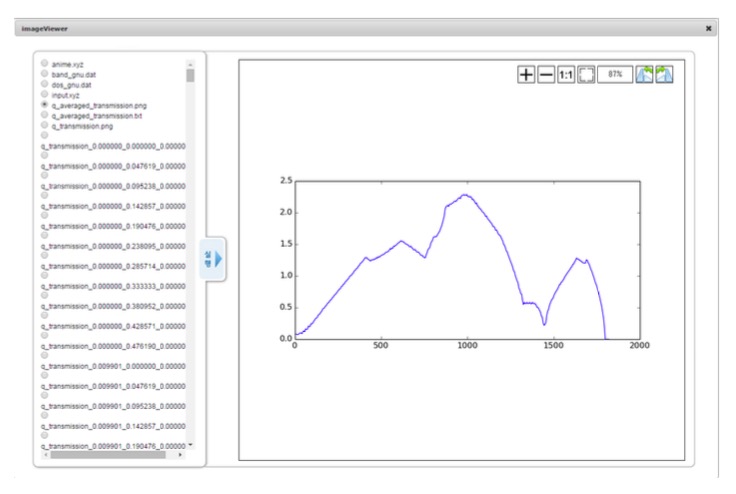 imageViewer
anime.xyz
band_gnu.dat
dos_gnu.dat
input.xyz
q_averaged_transmission.png
q_averaged_transmission.txt
q_transmission.png
q_transmission_0.000000_0.000000_0.00000
q_transmission_0.000000_0.047619_0.00000
q_transmission_0.000000_0.095238_0.00000
q_transmission_0.000000_0.142857_0.00000
q_transmission_0.000000_0.190476_0.00000
q_transmission_0.000000_0.238095_0.00000
q_transmission_0.000000_0.285714_0.00000
q_transmission_0.000000_0.333333_0.00000
q_transmission_0.000000_0.380952_0.00000
q_transmission_0.000000_0.428571_0.00000
q_transmission_0.000000_0.476190_0.00000
q_transmission_0.009901_0.000000_0.00000
q_transmission_0.009901_0.047619_0.00000
q_transmission_0.009901_0.095238_0.00000
q_transmission_0.009901_0.142857_0.00000
q_transmission_0.009901_0.190476_0.00000
실행
1:1
87%
2.5
2.0
1.5
1.0
0.5
0.0
0 500 1000 1500 2000